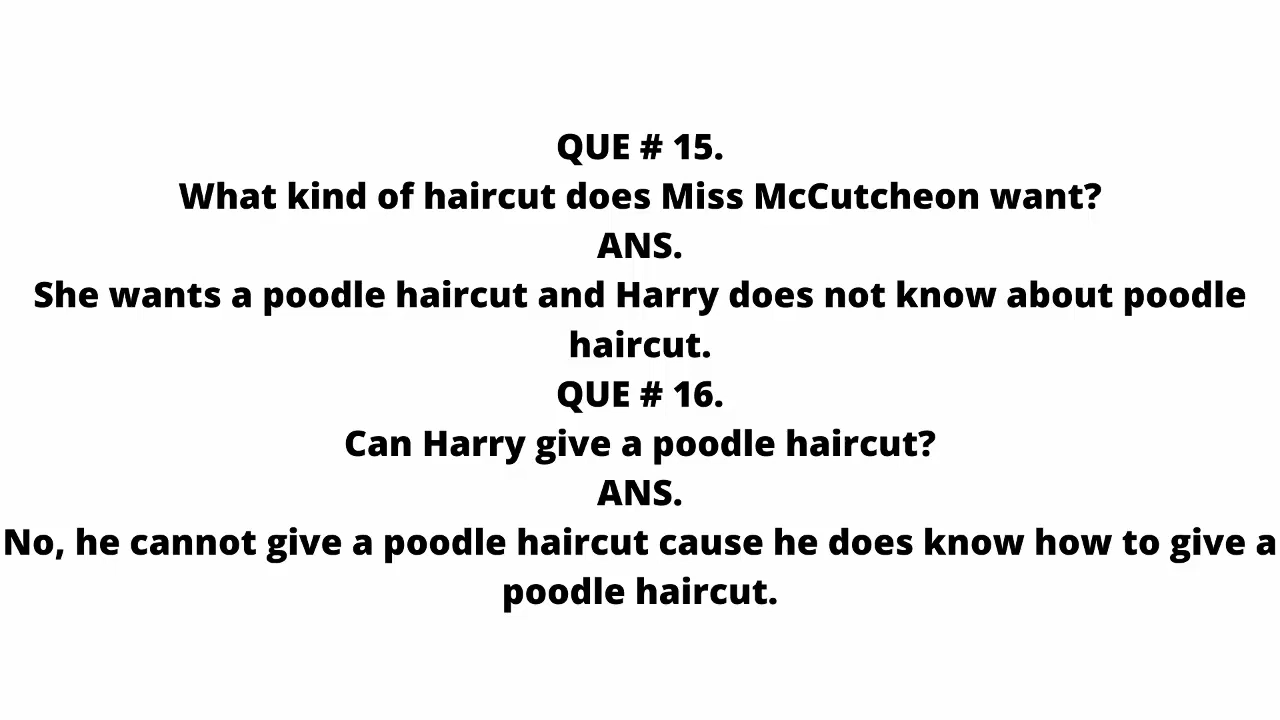 QUE # 15.
What kind of haircut does Miss McCutcheon want?
ANS.
She wants a poodle haircut and Harry does not know about poodle
haircut.
QUE # 16.
Can Harry give a poodle haircut?
ANS.
No, he cannot give a poodle haircut cause he does know how to give a
poodle haircut.